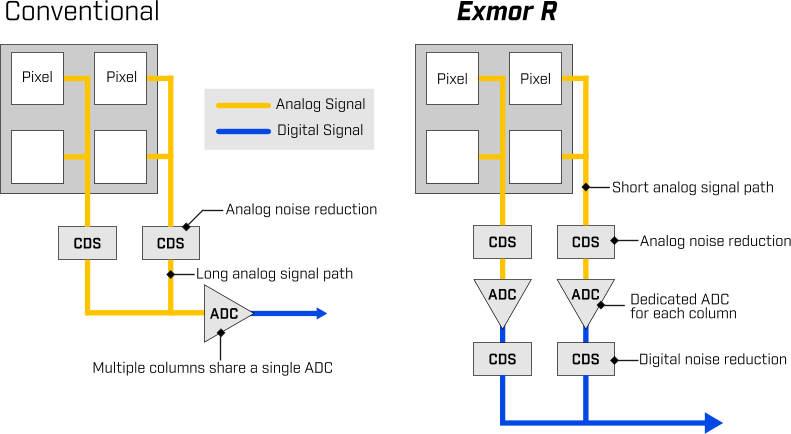 Conventional
Exmor R
Pixel
Pixel
Pixel
Pixel
Analog Signal
Digital Signal
Short analog signal path
Analog noise reduction
CDS
CDS
CDS
CDS
Analog noise reduction
Long analog signal path
ADC
ADC
ADC
Dedicated ADC
for each column
Multiple columns share a single ADC
CDS
CDS
Digital noise reduction